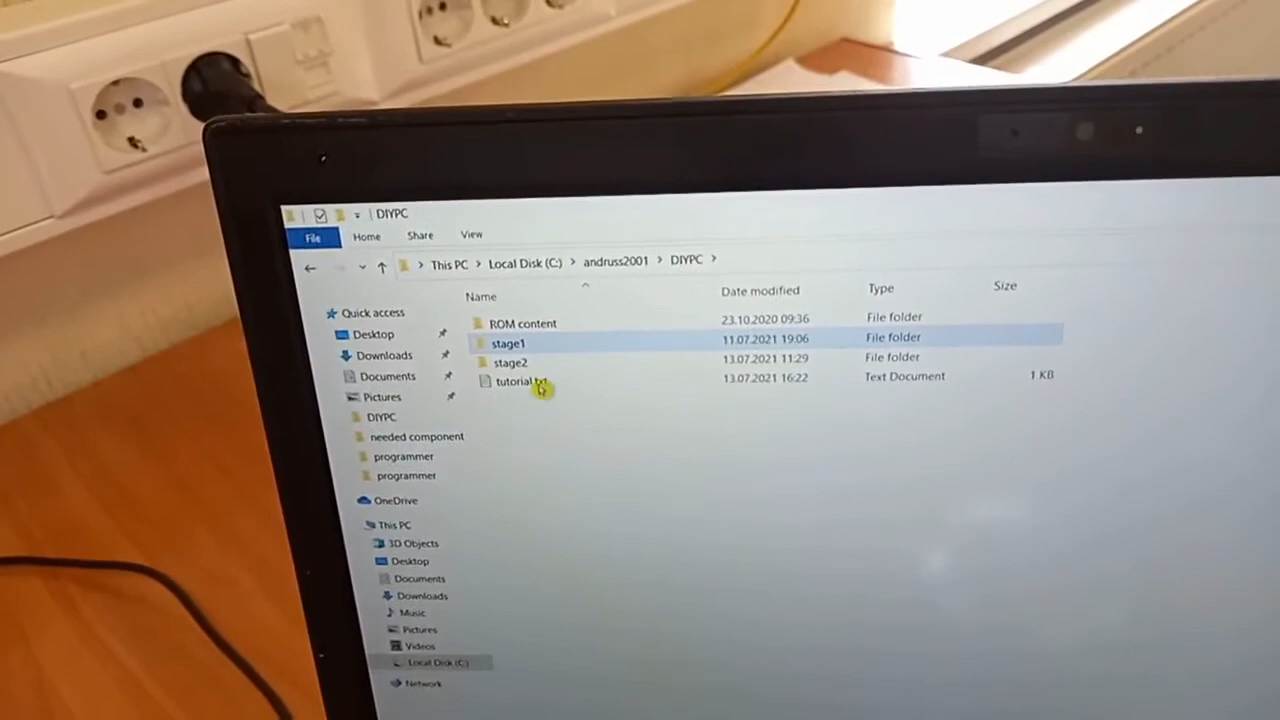 DIYPC
File Home Share View
This PC Local Disk (C:) andruss2001 DIYPC
Name Date modified Type Size
ROM content 23.10.2020 09:36 File folder
stage1 11.07.2021 19:06 File folder
stage2 13.07.2021 11:29 File folder
tutorial.txt 13.07.2021 16:22 Text Document 1 KB
Quick access
Desktop
Downloads
Documents
Pictures
DIYPC
needed component
programmer
programmer
OneDrive
This PC
3D Objects
Desktop
Documents
Downloads
Music
Pictures
Videos
Local Disk (C:)
Network